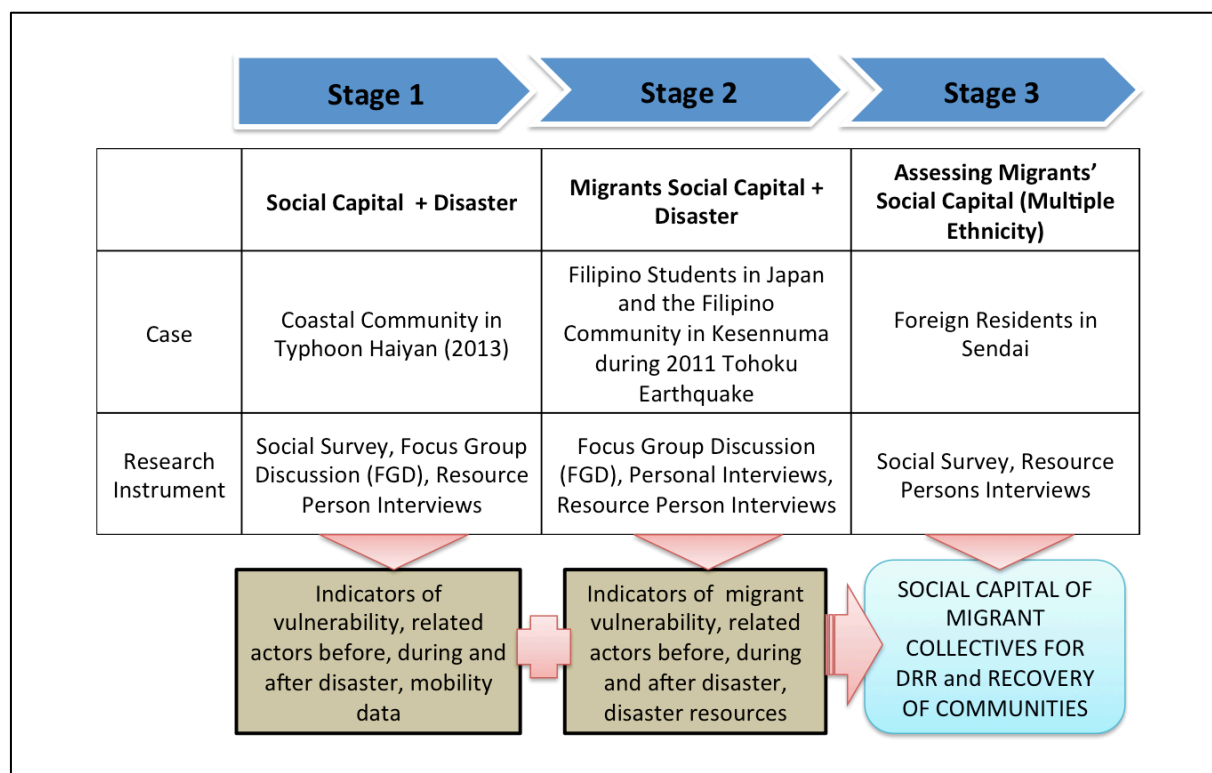 Stage 1
Stage 2
Stage 3
Social Capital + Disaster
Migrants Social Capital +
Disaster
Assessing Migrants'
Social Capital (Multiple
Ethnicity)
Case
Coastal Community in
Typhoon Haiyan (2013)
Filipino Students in Japan
and the Filipino
Community in Kesennuma
during 2011 Tohoku
Earthquake
Foreign Residents in
Sendai
Research
Instrument
Social Survey, Focus Group
Discussion (FGD), Resource
Person Interviews
Focus Group Discussion
(FGD), Personal Interviews,
Resource Person Interviews
Social Survey, Resource
Persons Interviews
Indicators of
vulnerability, related
actors before, during and
after disaster, mobility
data
Indicators of migrant
vulnerability, related
actors before, during
and after disaster,
disaster resources
SOCIAL CAPITAL OF
MIGRANT
COLLECTIVES FOR
DRR and RECOVERY
OF COMMUNITIES